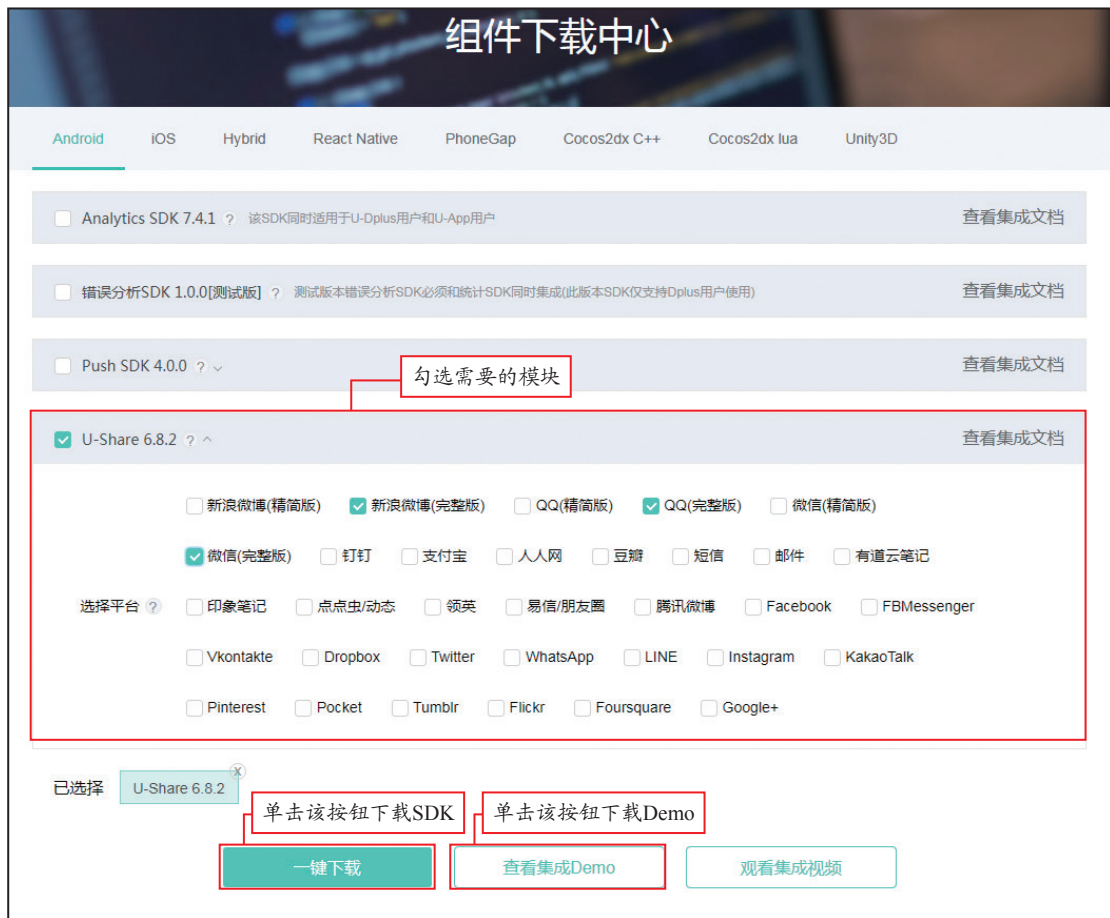 组件下载中心
Android iOS Hybrid React Native PhoneGap Cocos2dx C++ Cocos2dx lua Unity3D
Analytics SDK 7.4.1 ? 该SDK同时适用于U-Dplus用户和U-App用户 查看集成文档
错误分析SDK 1.0.0[测试版] ? 测试版本错误分析SDK必须和统计SDK同时集成(此版本SDK仅支持Dplus用户使用) 查看集成文档
Push SDK 4.0.0 ? 查看集成文档
勾选需要的模块
U-Share 6.8.2 ? 查看集成文档
新浪微博(精简版) 新浪微博(完整版) QQ(精简版) QQ(完整版) 微信(精简版)
微信(完整版) 钉钉 支付宝 人人网 豆瓣 短信 邮件 有道云笔记
选择平台 ? 印象笔记 点点虫/动态 领英 易信/朋友圈 腾讯微博 Facebook FBMessenger
Vkontakte Dropbox Twitter WhatsApp LINE Instagram KakaoTalk
Pinterest Pocket Tumblr Flickr Foursquare Google+
已选择 U-Share 6.8.2 X
单击该按钮下载SDK 单击该按钮下载Demo
一键下载 查看集成Demo 观看集成视频